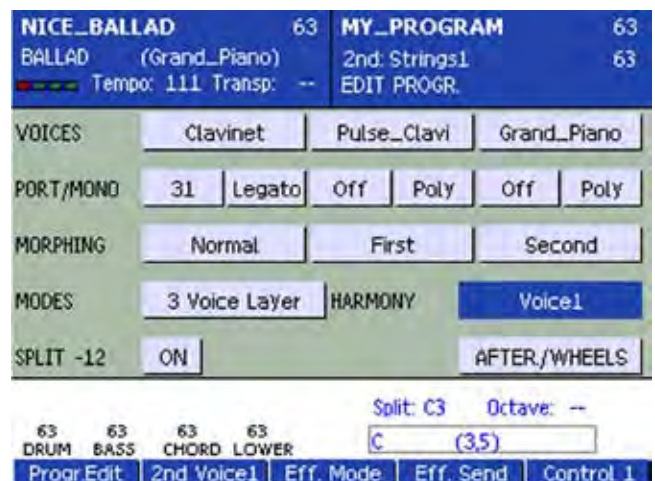 NICE_BALLAD 63 MY_PROGRAM 63
BALLAD (Grand_Piano) 2nd: Strings1 63
Tempo: 111 Transp: -- EDIT PROGR.
VOICES Clavinet Pulse_Clavi Grand_Piano
PORT/MONO 31 Legato Off Poly Off Poly
MORPHING Normal First Second
MODES 3 Voice Layer HARMONY Voice1
SPLIT -12 ON AFTER./WHEELS
Split: C3 Octave: --
63 63 63 63 C (3,5)
DRUM BASS CHORD LOWER
Progr.Edit 2nd Voice1 Eff. Mode Eff. Send Control 1